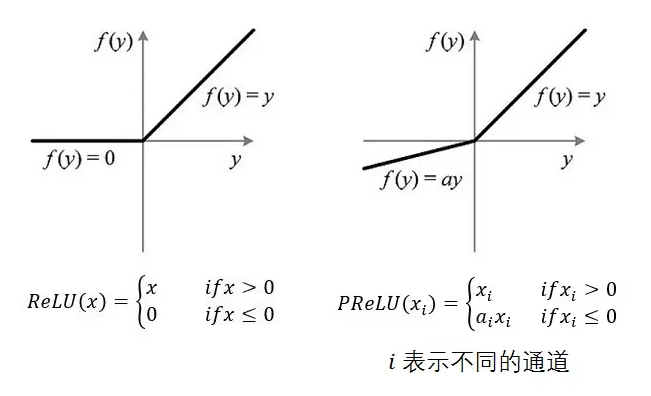 f(y)
f(y) = y
f(y) = 0
y
f(y)
f(y) = y
f(y) = ay
y
ReLU(x) = {x if x > 0
0 if x ≤ 0
PReLU(xᵢ) = {xᵢ if xᵢ > 0
aᵢxᵢ if xᵢ ≤ 0
i 表示不同的通道